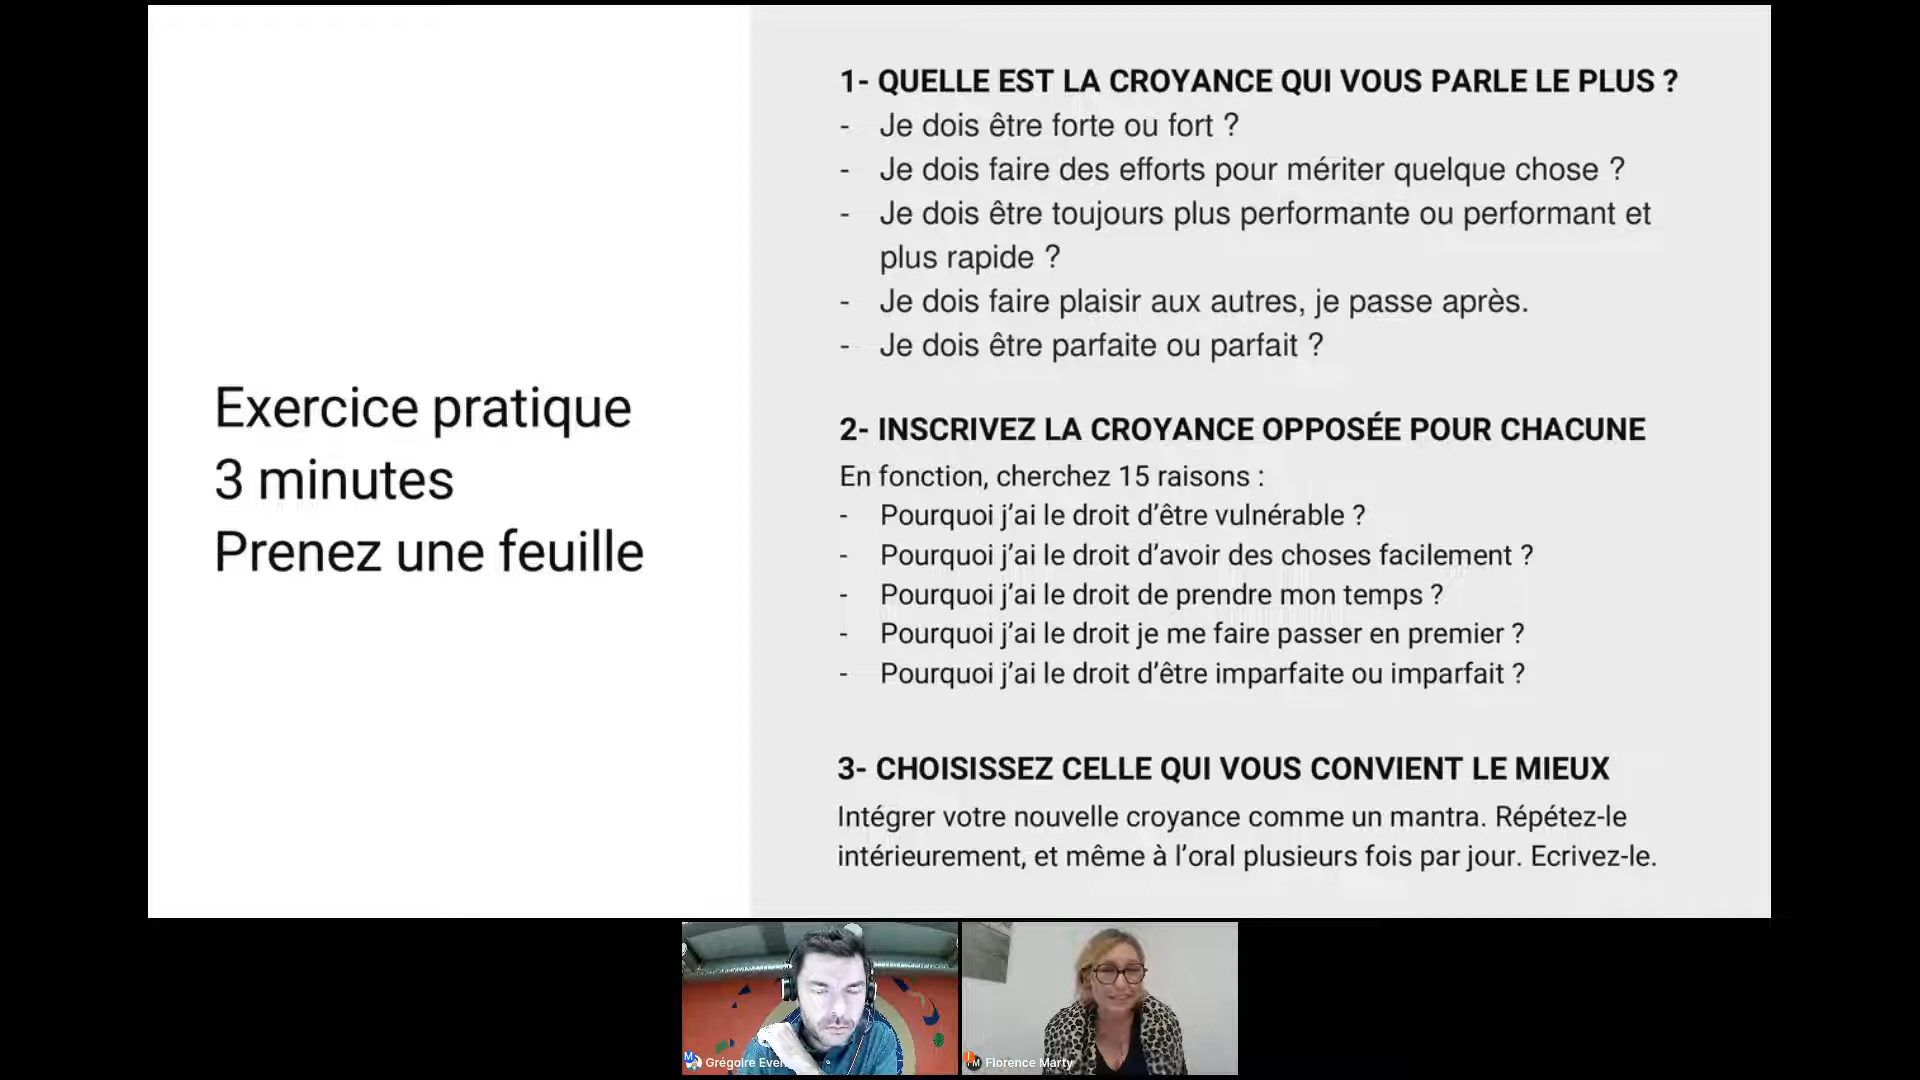 Exercice pratique
3 minutes
Prenez une feuille
1- QUELLE EST LA CROYANCE QUI VOUS PARLE LE PLUS ?
- Je dois être forte ou fort ?
- Je dois faire des efforts pour mériter quelque chose ?
- Je dois être toujours plus performante ou performant et
plus rapide ?
- Je dois faire plaisir aux autres, je passe après.
- Je dois être parfaite ou parfait ?
2- INSCRIVEZ LA CROYANCE OPPOSÉE POUR CHACUNE
En fonction, cherchez 15 raisons :
- Pourquoi j’ai le droit d’être vulnérable ?
- Pourquoi j’ai le droit d’avoir des choses facilement ?
- Pourquoi j’ai le droit de prendre mon temps ?
- Pourquoi j’ai le droit je me faire passer en premier ?
- Pourquoi j’ai le droit d’être imparfaite ou imparfait ?
3- CHOISISSEZ CELLE QUI VOUS CONVIENT LE MIEUX
Intégrer votre nouvelle croyance comme un mantra. Répétez-le
intérieurement, et même à l’oral plusieurs fois par jour. Ecrivez-le.
Grégoire
Florence Marty